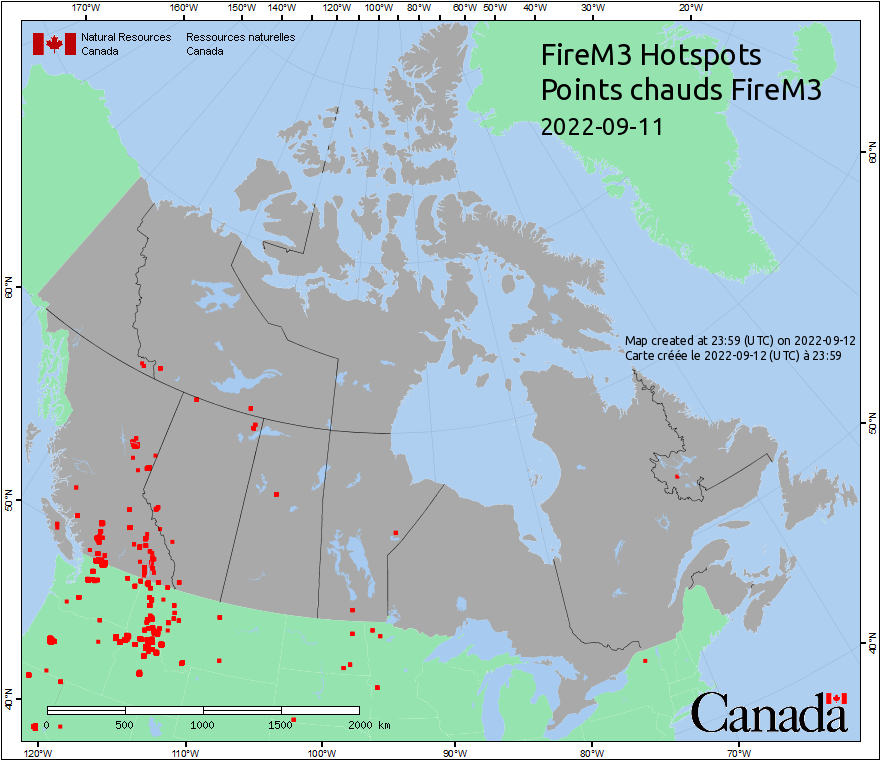 170°W 160°W 150°W 140°W 120°W 100°W 80°W 60°W 50°W 40°W 30°W 20°W
Natural Resources Ressources naturelles
Canada Canada
FireM3 Hotspots
Points chauds FireM3
2022-09-11
60°N
60°N
Map created at 23:59 (UTC) on 2022-09-12
Carte créée le 2022-09-12 (UTC) à 23:59
50°N
50°N
40°N
40°N
0 500 1000 1500 2000 km
Canada
120°W 110°W 100°W 90°W 80°W 70°W